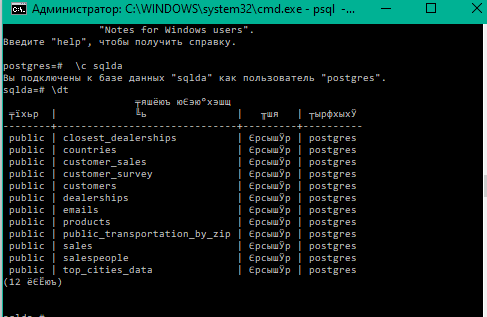 Администратор: C:\WINDOWS\system32\cmd.exe - psql -...
"Notes for Windows users".
Введите "help", чтобы получить справку.
postgres=# \c sqlda
Вы подключены к базе данных "sqlda" как пользователь "postgres".
sqlda=# \dt
╤яшёюъ юЄэю°хэшщ
╤їхьр | ╚ь | ╥шя | ┬ырфхыхЎ
--------+-------------------------------+---------+----------
public | closest_dealerships | ЄрсышЎр | postgres
public | countries | ЄрсышЎр | postgres
public | customer_sales | ЄрсышЎр | postgres
public | customer_survey | ЄрсышЎр | postgres
public | customers | ЄрсышЎр | postgres
public | dealerships | ЄрсышЎр | postgres
public | emails | ЄрсышЎр | postgres
public | products | ЄрсышЎр | postgres
public | public_transportation_by_zip | ЄрсышЎр | postgres
public | sales | ЄрсышЎр | postgres
public | salespeople | ЄрсышЎр | postgres
public | top_cities_data | ЄрсышЎр | postgres
(12 ёЄЁюъ)
sqlda=#